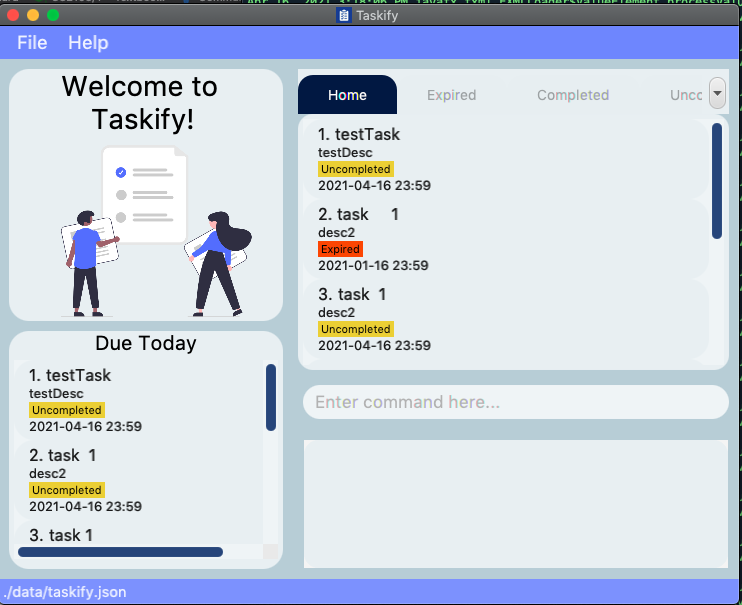 Taskify
File Help
Welcome to
Taskify!
Home Expired Completed Unco
1. testTask
testDesc
Uncompleted
2021-04-16 23:59
2. task     1
desc2
Expired
2021-01-16 23:59
3. task  1
desc2
Uncompleted
2021-04-16 23:59
Due Today
1. testTask
testDesc
Uncompleted
2021-04-16 23:59
2. task  1
desc2
Uncompleted
2021-04-16 23:59
3. task 1
Enter command here...
./data/taskify.json